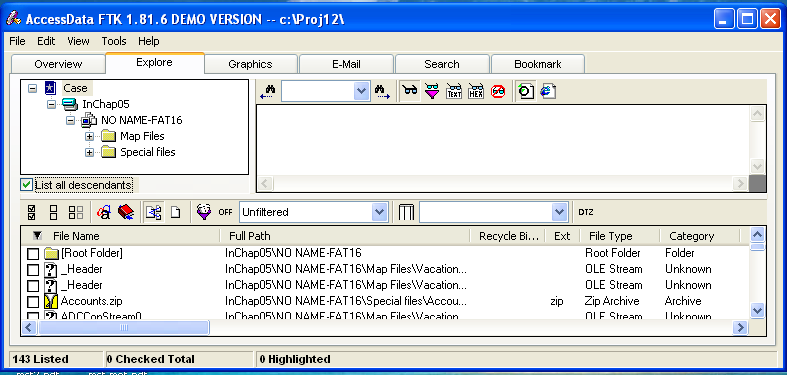 AccessData FTK 1.81.6 DEMO VERSION -- c:\Proj12\
File Edit View Tools Help
Overview Explore Graphics E-Mail Search Bookmark
Case
InChap05
NO NAME-FAT16
Map Files
Special files
TEXT HEX
List all descendants
OFF Unfiltered DTZ
File Name Full Path Recycle Bi... Ext File Type Category
[Root Folder] InChap05\NO NAME-FAT16 Root Folder Folder
_Header InChap05\NO NAME-FAT16\Map Files\Vacation... OLE Stream Unknown
_Header InChap05\NO NAME-FAT16\Map Files\Vacation... OLE Stream Unknown
Accounts.zip InChap05\NO NAME-FAT16\Special files\Accou... zip Zip Archive Archive
ADCConStream0 InChap05\NO NAME-FAT16\Map Files\Vacation... OLE Stream Unknown
143 Listed 0 Checked Total 0 Highlighted